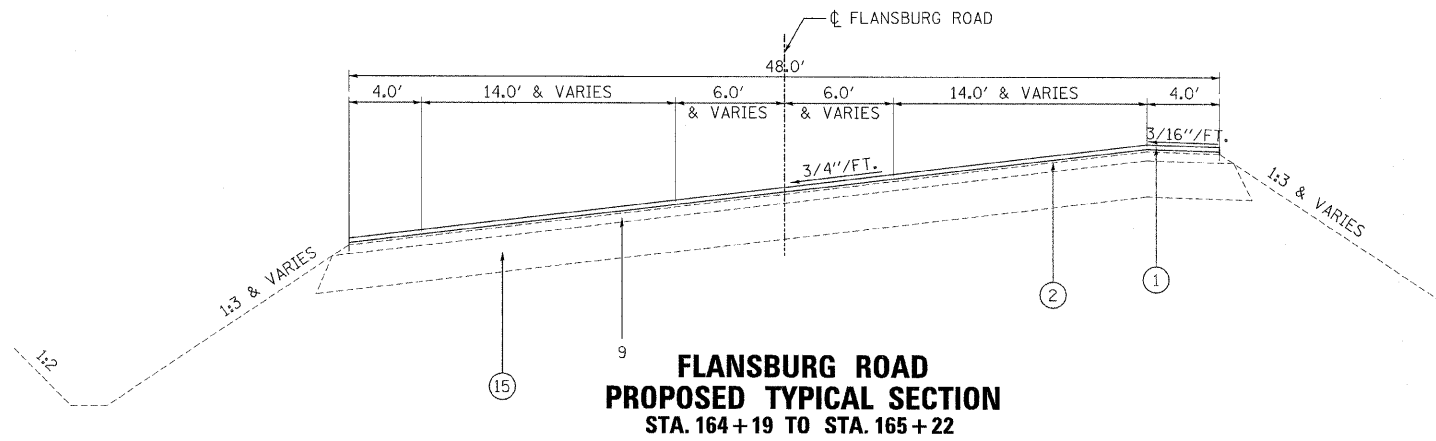 ℄ FLANSBURG ROAD
48.0'
4.0' 14.0' & VARIES 6.0' 6.0' 14.0' & VARIES 4.0'
& VARIES & VARIES
3/16"/FT.
3/4"/FT.
1:3 & VARIES
1:3 & VARIES
1:2
2
1
9
15
FLANSBURG ROAD
PROPOSED TYPICAL SECTION
STA. 164+19 TO STA. 165+22